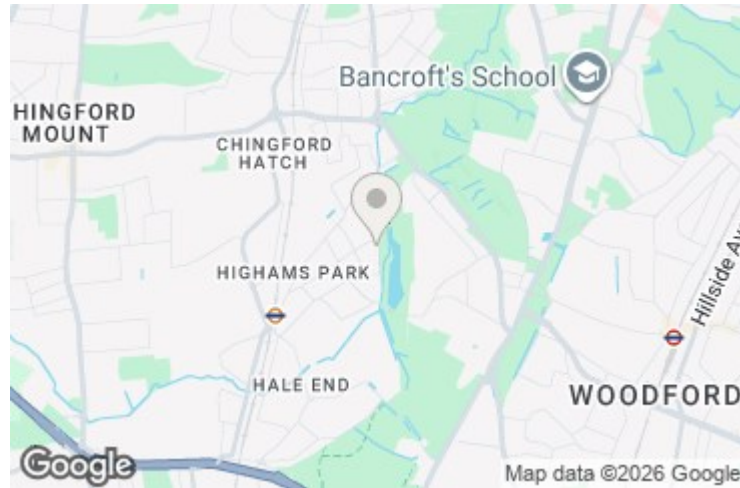 Bancroft's School
HINGFORD
MOUNT
CHINGFORD
HATCH
HIGHAMS PARK
Hillside Av
HALE END
WOODFORD
Google
Map data ©2026 Google